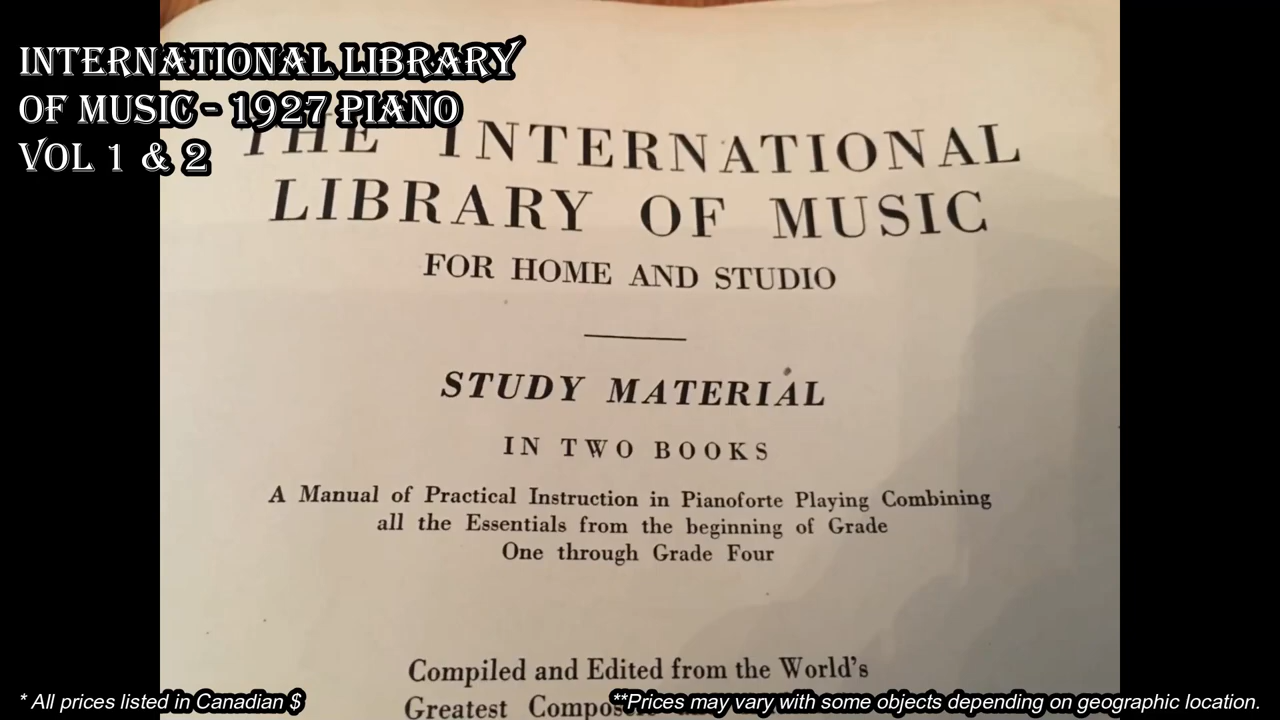 INTERNATIONAL LIBRARY
OF MUSIC - 1927 PIANO
VOL 1 & 2
THE INTERNATIONAL
LIBRARY OF MUSIC
FOR HOME AND STUDIO
STUDY MATERIAL
IN TWO BOOKS
A Manual of Practical Instruction in Pianoforte Playing Combining
all the Essentials from the beginning of Grade
One through Grade Four
Compiled and Edited from the World's
Greatest
* All prices listed in Canadian $
**Prices may vary with some objects depending on geographic location.